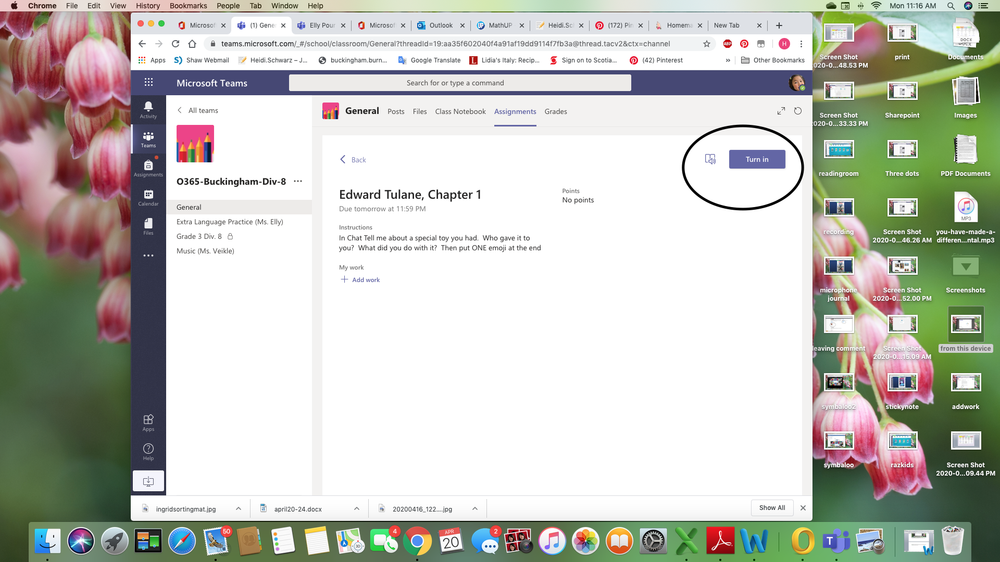 Chrome File Edit View History Bookmarks People Tab Window Help Mon 11:16 AM
Microsof (1) Gene Elly Pour Microsof Outlook MathUP Heidi.Sc (172) Pin Homema New Tab
teams.microsoft.com/_#/school/classroom/General?threadId=19:aa35f602040f4a91af19dd9114f7fb3a@thread.tacv2&ctx=channel ABP H
Apps Shaw Webmail Heidi.Schwarz – J... buckingham.burn... Google Translate Lidia's Italy: Recip... Sign on to Scotia... (42) Pinterest » Other Bookmarks
Microsoft Teams Search for or type a command
Activity
Teams
Assignments
Calendar
Files
Apps
Help
All teams
O365-Buckingham-Div-8
General
Extra Language Practice (Ms. Elly)
Grade 3 Div. 8
Music (Ms. Veikle)
General Posts Files Class Notebook Assignments Grades
Back Turn in
Edward Tulane, Chapter 1
Due tomorrow at 11:59 PM
Points
No points
Instructions
In Chat Tell me about a special toy you had. Who gave it to
you? What did you do with it? Then put ONE emoji at the end
My work
Add work
ingridsortingmat.jpg april20-24.docx 20200416_122....jpg Show All
Screen Shot
2020-0...48.53 PM
print
DOCX
Documents
Screen Shot
2020-0...33.33 PM
Sharepoint
Images
readingroom
Three dots
PDF Documents
recording
Screen Shot
2020-0...46.26 AM
MP3
you-have-made-a-
differen...ntal.mp3
microphone
journal
Screen Shot
2020-0...52.00 PM
Screenshots
leaving comment
Screen Shot
2020-0...15.09 AM
from this device
symbaloo2
stickynote
addwork
symbaloo
razkids
Screen Shot
2020-0...09.44 PM
50 3D 4 APR 20 2